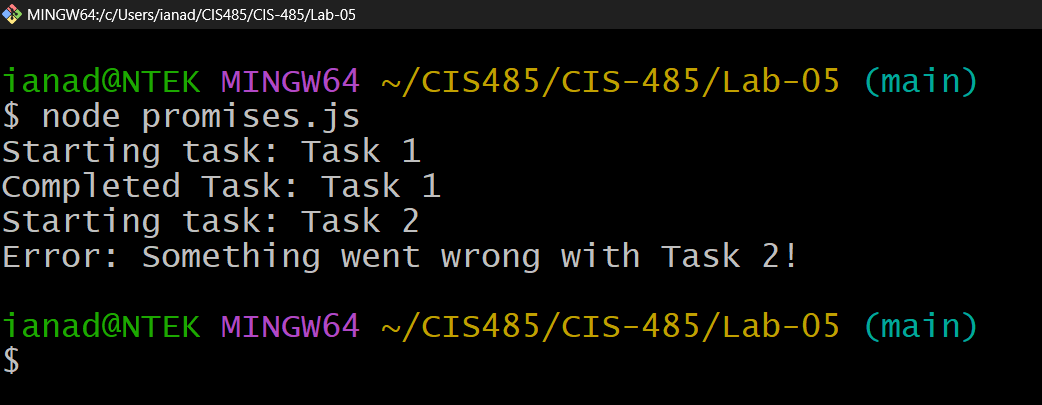 MINGW64:/c/Users/ianad/CIS485/CIS-485/Lab-05
ianad@NTEK MINGW64 ~/CIS485/CIS-485/Lab-05 (main)
$ node promises.js
Starting task: Task 1
Completed Task: Task 1
Starting task: Task 2
Error: Something went wrong with Task 2!
ianad@NTEK MINGW64 ~/CIS485/CIS-485/Lab-05 (main)
$